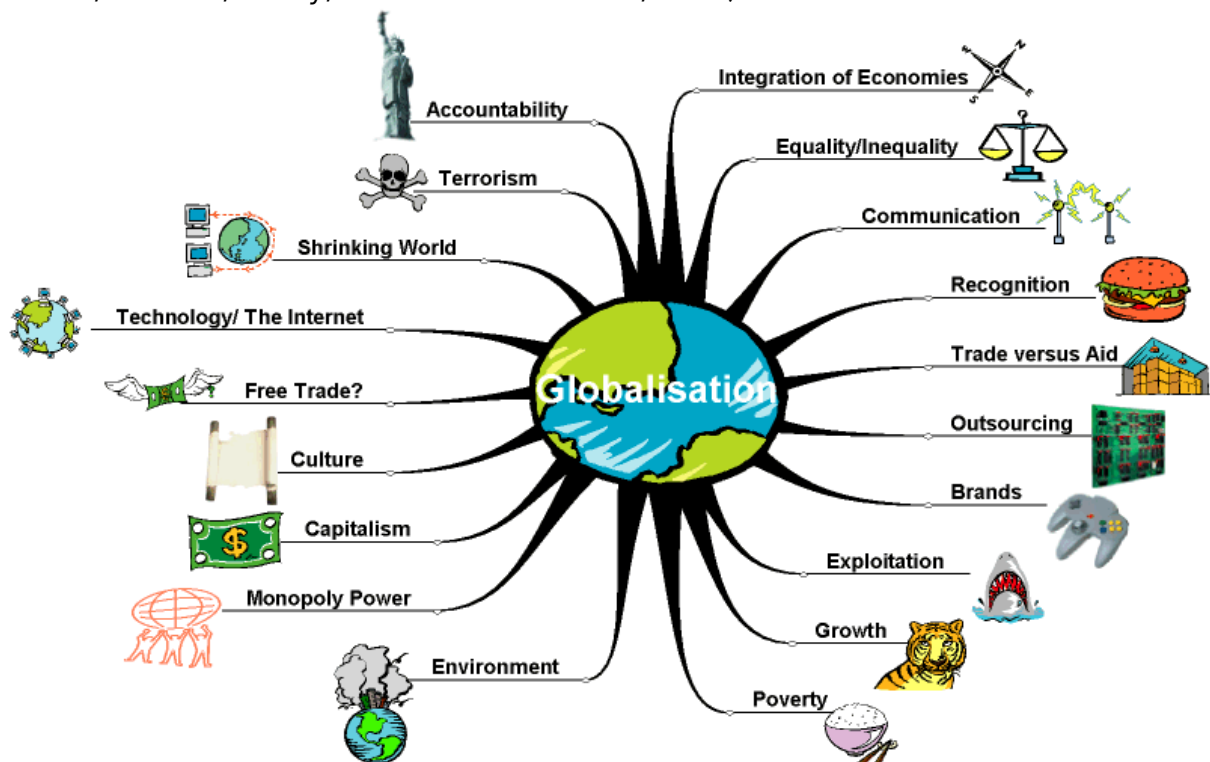 Integration of Economies
Accountability
Equality/Inequality
Terrorism
Communication
Shrinking World
Recognition
Technology/ The Internet
Trade versus Aid
Free Trade?
Globalisation
Outsourcing
Culture
Brands
Capitalism
Exploitation
Monopoly Power
Growth
Environment
Poverty
N
W
E
S
$